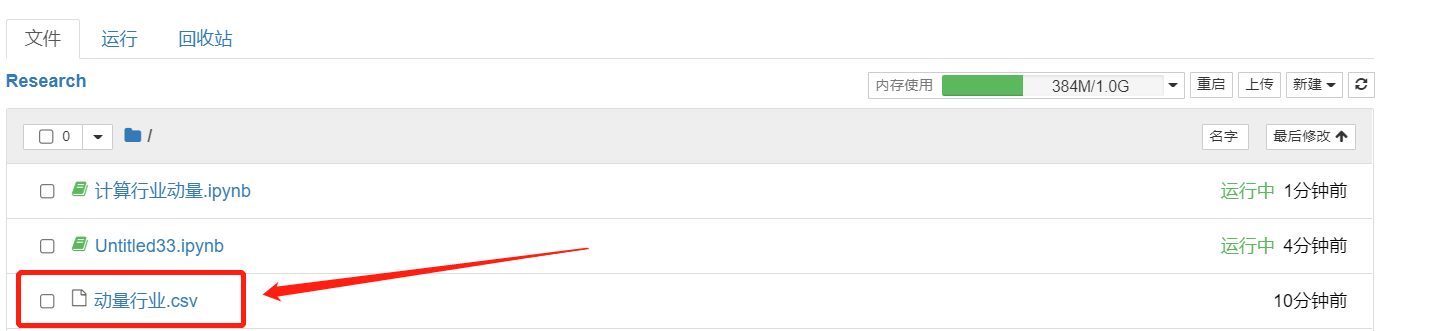 文件 运行 回收站
Research
内存使用 384M/1.0G 重启 上传 新建
0 / 名字 最后修改
计算行业动量.ipynb 运行中 1分钟前
Untitled33.ipynb 运行中 4分钟前
动量行业.csv 10分钟前